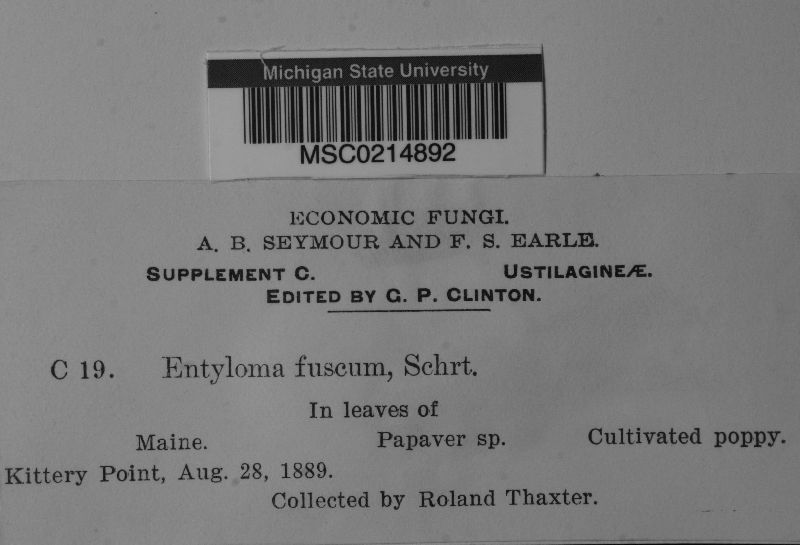 Michigan State University
MSC0214892
ECONOMIC FUNGI.
A. B. SEYMOUR AND F. S. EARLE.
SUPPLEMENT C. USTILAGINEÆ.
EDITED BY G. P. CLINTON.
C 19. Entyloma fuscum, Schrt.
In leaves of
Maine. Papaver sp. Cultivated poppy.
Kittery Point, Aug. 28, 1889.
Collected by Roland Thaxter.